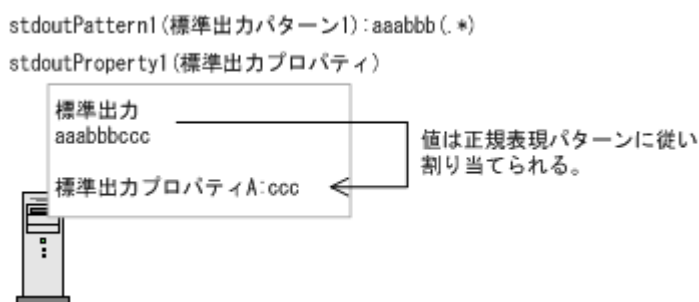 stdoutPattern1(標準出力パターン1):aaabbb(.*)
stdoutProperty1(標準出力プロパティ)
標準出力
aaabbbccc
値は正規表現パターンに従い
割り当てられる。
標準出力プロパティA:ccc